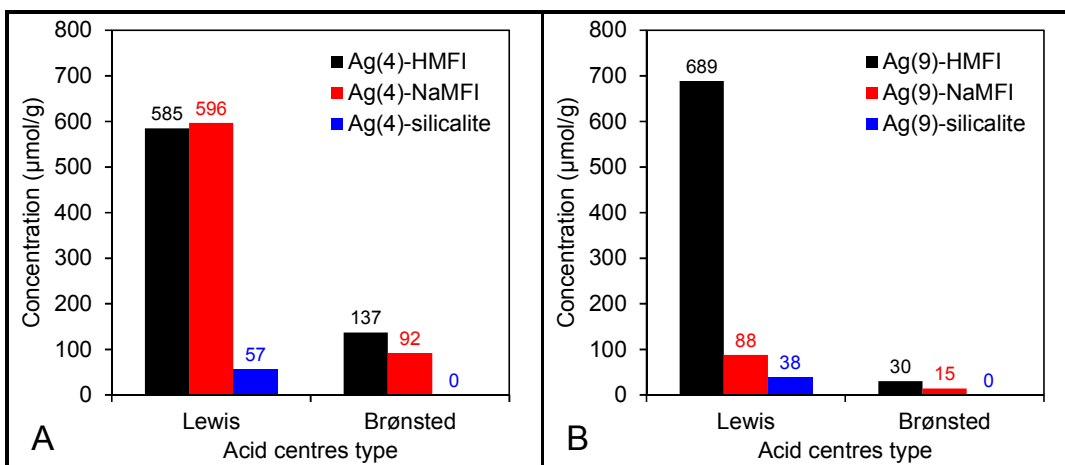 800
700
600
500
400
300
200
100
0
Concentration (µmol/g)
585
596
57
137
92
0
Ag(4)-HMFI
Ag(4)-NaMFI
Ag(4)-silicalite
Lewis
Brønsted
Acid centres type
A
800
700
600
500
400
300
200
100
0
Concentration (µmol/g)
689
88
38
30
15
0
Ag(9)-HMFI
Ag(9)-NaMFI
Ag(9)-silicalite
Lewis
Brønsted
Acid centres type
B